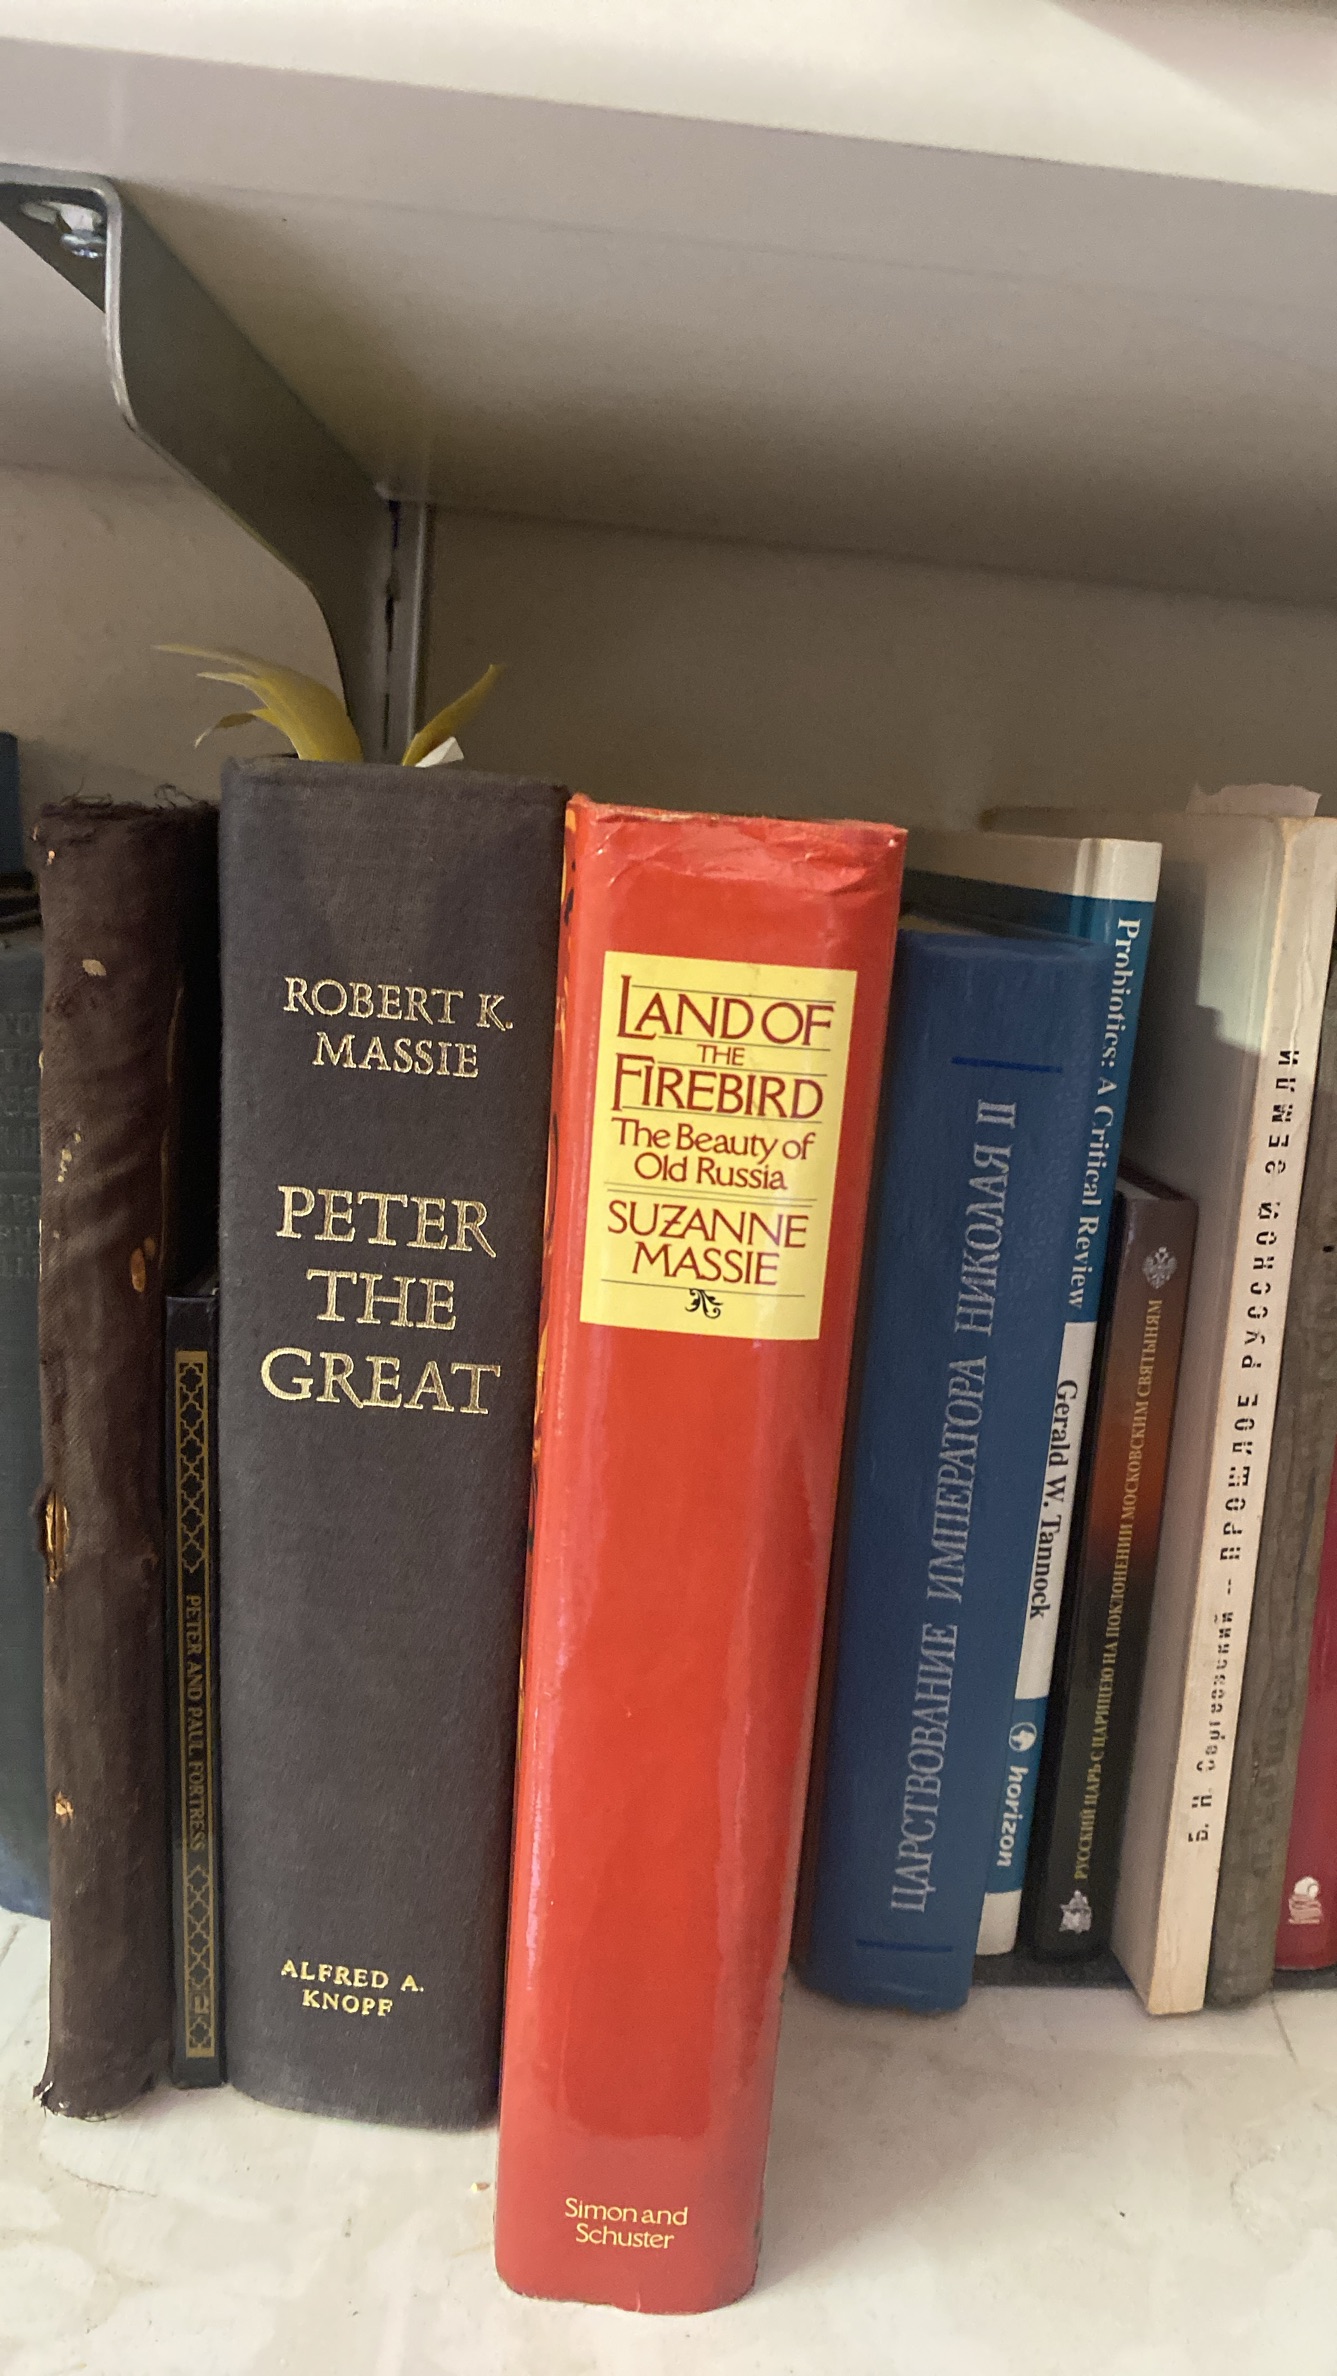 PETER AND PAUL FORTRESS
ROBERT K.
MASSIE
PETER
THE
GREAT
ALFRED A.
KNOPF
LAND OF
THE
FIREBIRD
The Beauty of
Old Russia
SUZANNE
MASSIE
Simon and
Schuster
ЦАРСТВОВАНИЕ ИМПЕРАТОРА НИКОЛАЯ II
Probiotics: A Critical Review
Gerald W. Tannock
horizon
РУССКИЙ ЦАРЬ С ЦАРИЦЕЮ НА ПОКЛОНЕНИИ МОСКОВСКИМ СВЯТЫНЯМ
Б. Н. Сергеевский -- ПРОШЛОЕ РУССКОЙ ЗЕМЛИ